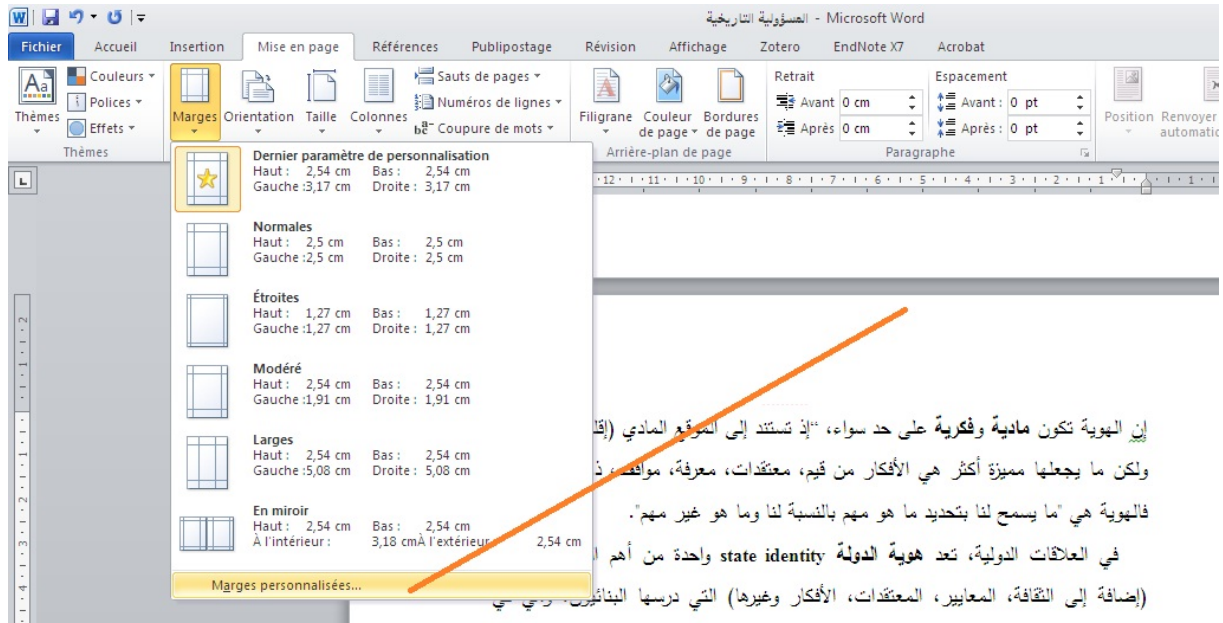 المسؤولية التاريخية - Microsoft Word
Fichier Accueil Insertion Mise en page Références Publipostage Révision Affichage Zotero EndNote X7 Acrobat
Couleurs
Polices
Effets
Thèmes
Thèmes
Marges Orientation Taille Colonnes
Sauts de pages
Numéros de lignes
Coupure de mots
Filigrane Couleur de page Bordures de page
Arrière-plan de page
Retrait
Avant 0 cm
Après 0 cm
Espacement
Avant : 0 pt
Après : 0 pt
Paragraphe
Position Renvoyer
Dernier paramètre de personnalisation
Haut : 2,54 cm Bas : 2,54 cm
Gauche :3,17 cm Droite : 3,17 cm
Normales
Haut : 2,5 cm Bas : 2,5 cm
Gauche :2,5 cm Droite : 2,5 cm
Étroites
Haut : 1,27 cm Bas : 1,27 cm
Gauche :1,27 cm Droite : 1,27 cm
Modéré
Haut : 2,54 cm Bas : 2,54 cm
Gauche :1,91 cm Droite : 1,91 cm
Larges
Haut : 2,54 cm Bas : 2,54 cm
Gauche :5,08 cm Droite : 5,08 cm
En miroir
Haut : 2,54 cm Bas : 2,54 cm
À l'intérieur : 3,18 cm À l'extérieur : 2,54 cm
Marges personnalisées...
إن الهوية تكون مادية وفكرية على حد سواء، "إذ تستند إلى الموقع المادي
ولكن ما يجعلها مميزة أكثر هي الأفكار من قيم، معتقدات، معرفة،
فالهوية هي "ما يسمح لنا بتحديد ما هو مهم بالنسبة لنا وما هو غير مهم".
في العلاقات الدولية، تعد هوية الدولة state identity واحدة من أهم
(إضافة إلى الثقافة، المعايير، المعتقدات، الأفكار وغيرها) التي درسها